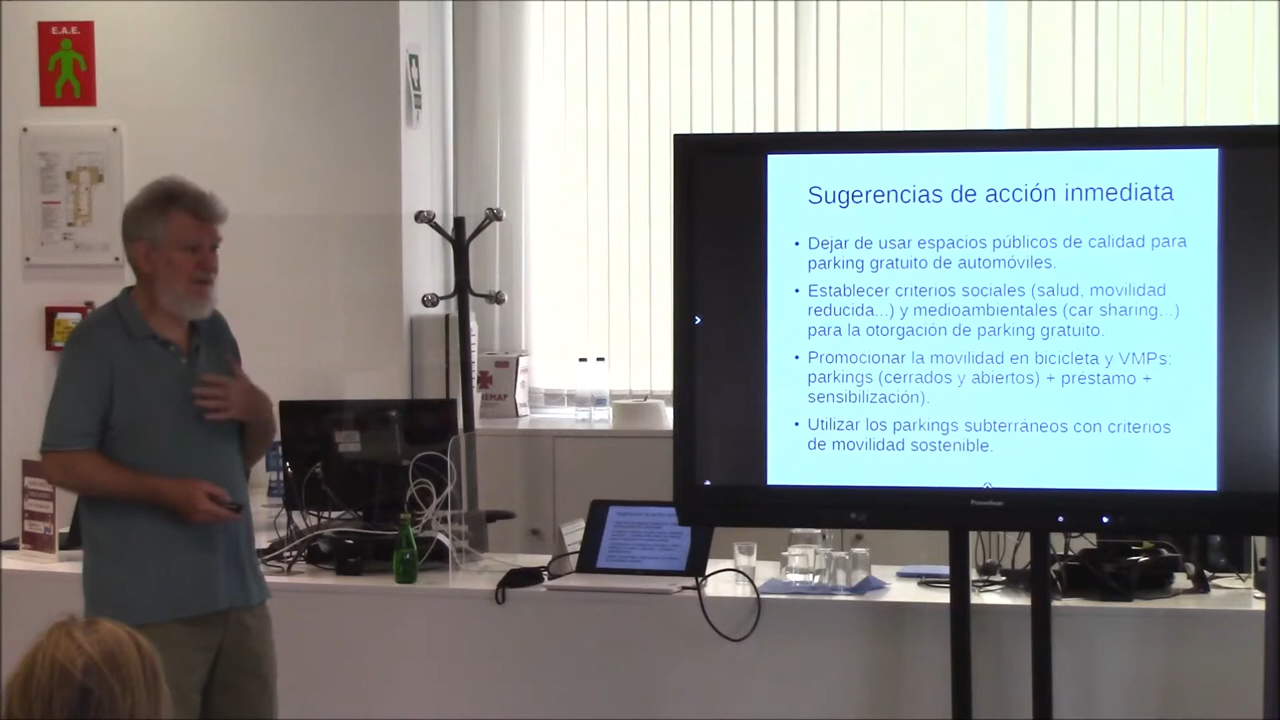 E.A.E.
Sugerencias de acción inmediata
• Dejar de usar espacios públicos de calidad para
parking gratuito de automóviles.
• Establecer criterios sociales (salud, movilidad
reducida...) y medioambientales (car sharing...)
para la otorgación de parking gratuito.
• Promocionar la movilidad en bicicleta y VMPs:
parkings (cerrados y abiertos) + préstamo +
sensibilización).
• Utilizar los parkings subterráneos con criterios
de movilidad sostenible.
Promethean